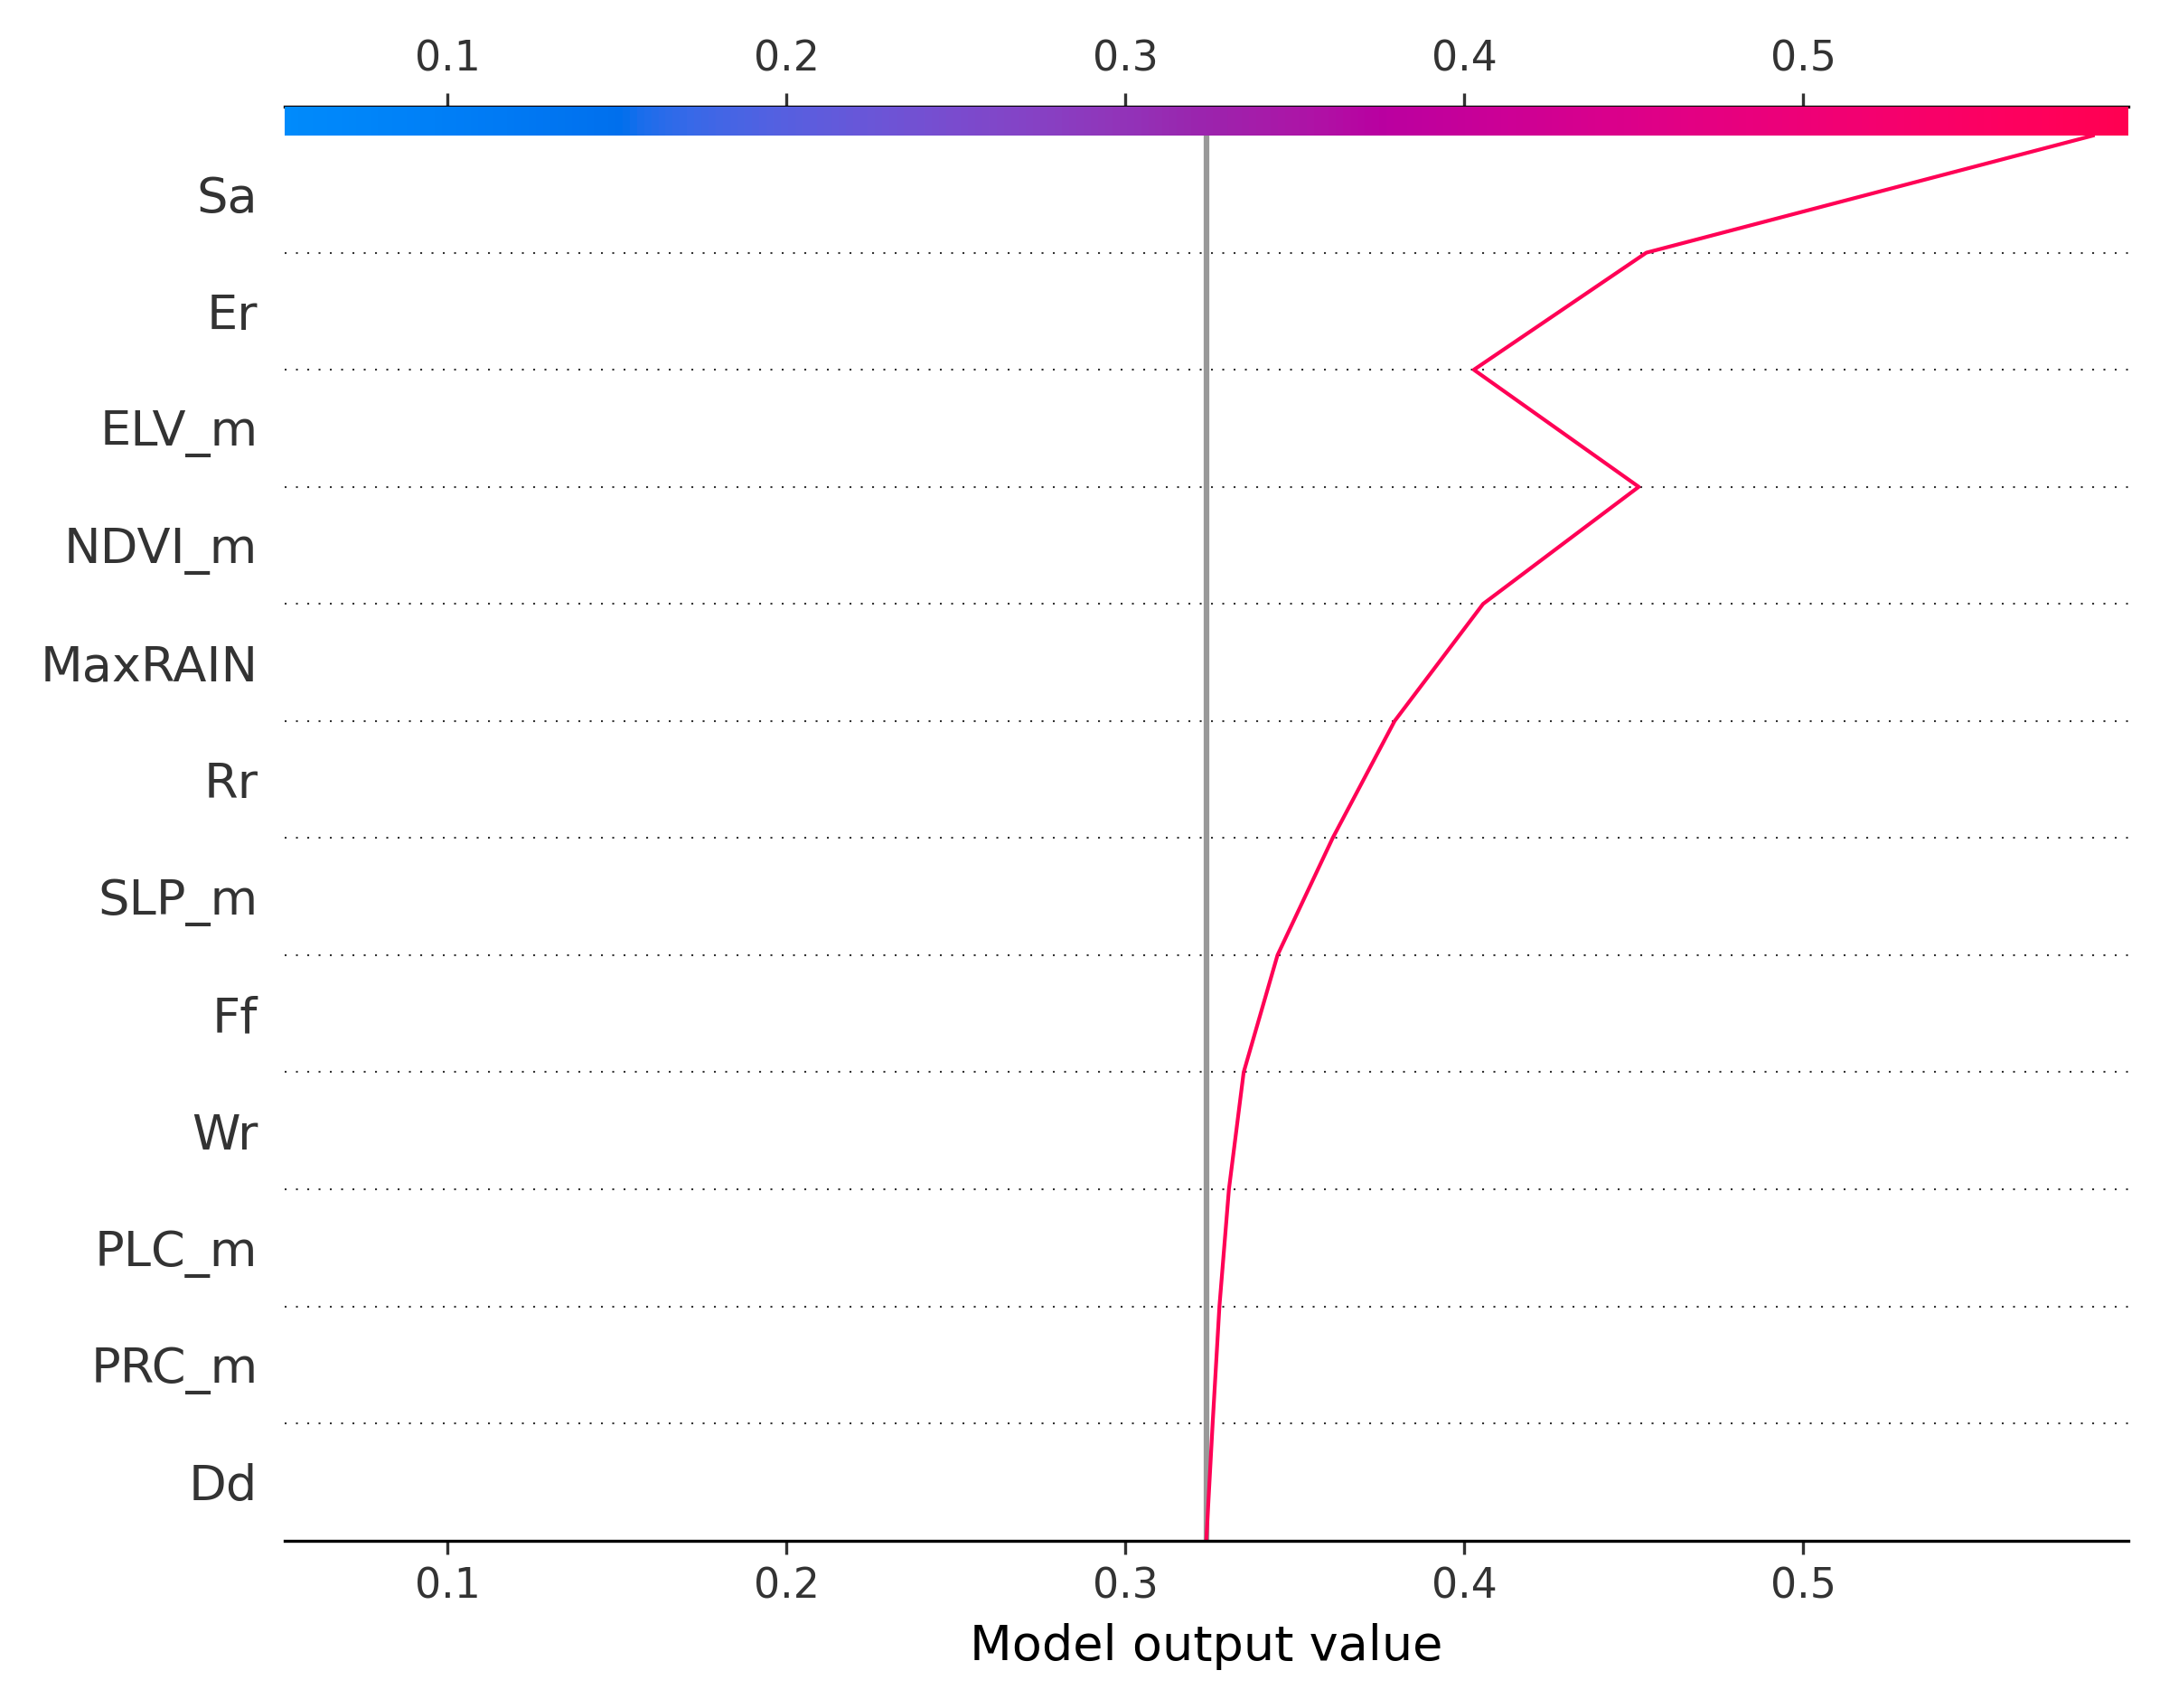 0.1 0.2 0.3 0.4 0.5
Sa
Er
ELV_m
NDVI_m
MaxRAIN
Rr
SLP_m
Ff
Wr
PLC_m
PRC_m
Dd
0.1 0.2 0.3 0.4 0.5
Model output value